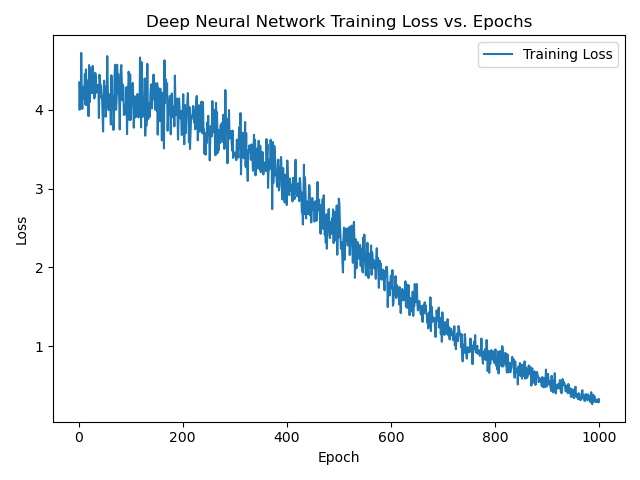 Deep Neural Network Training Loss vs. Epochs
Training Loss
4
3
2
1
Loss
0 200 400 600 800 1000
Epoch